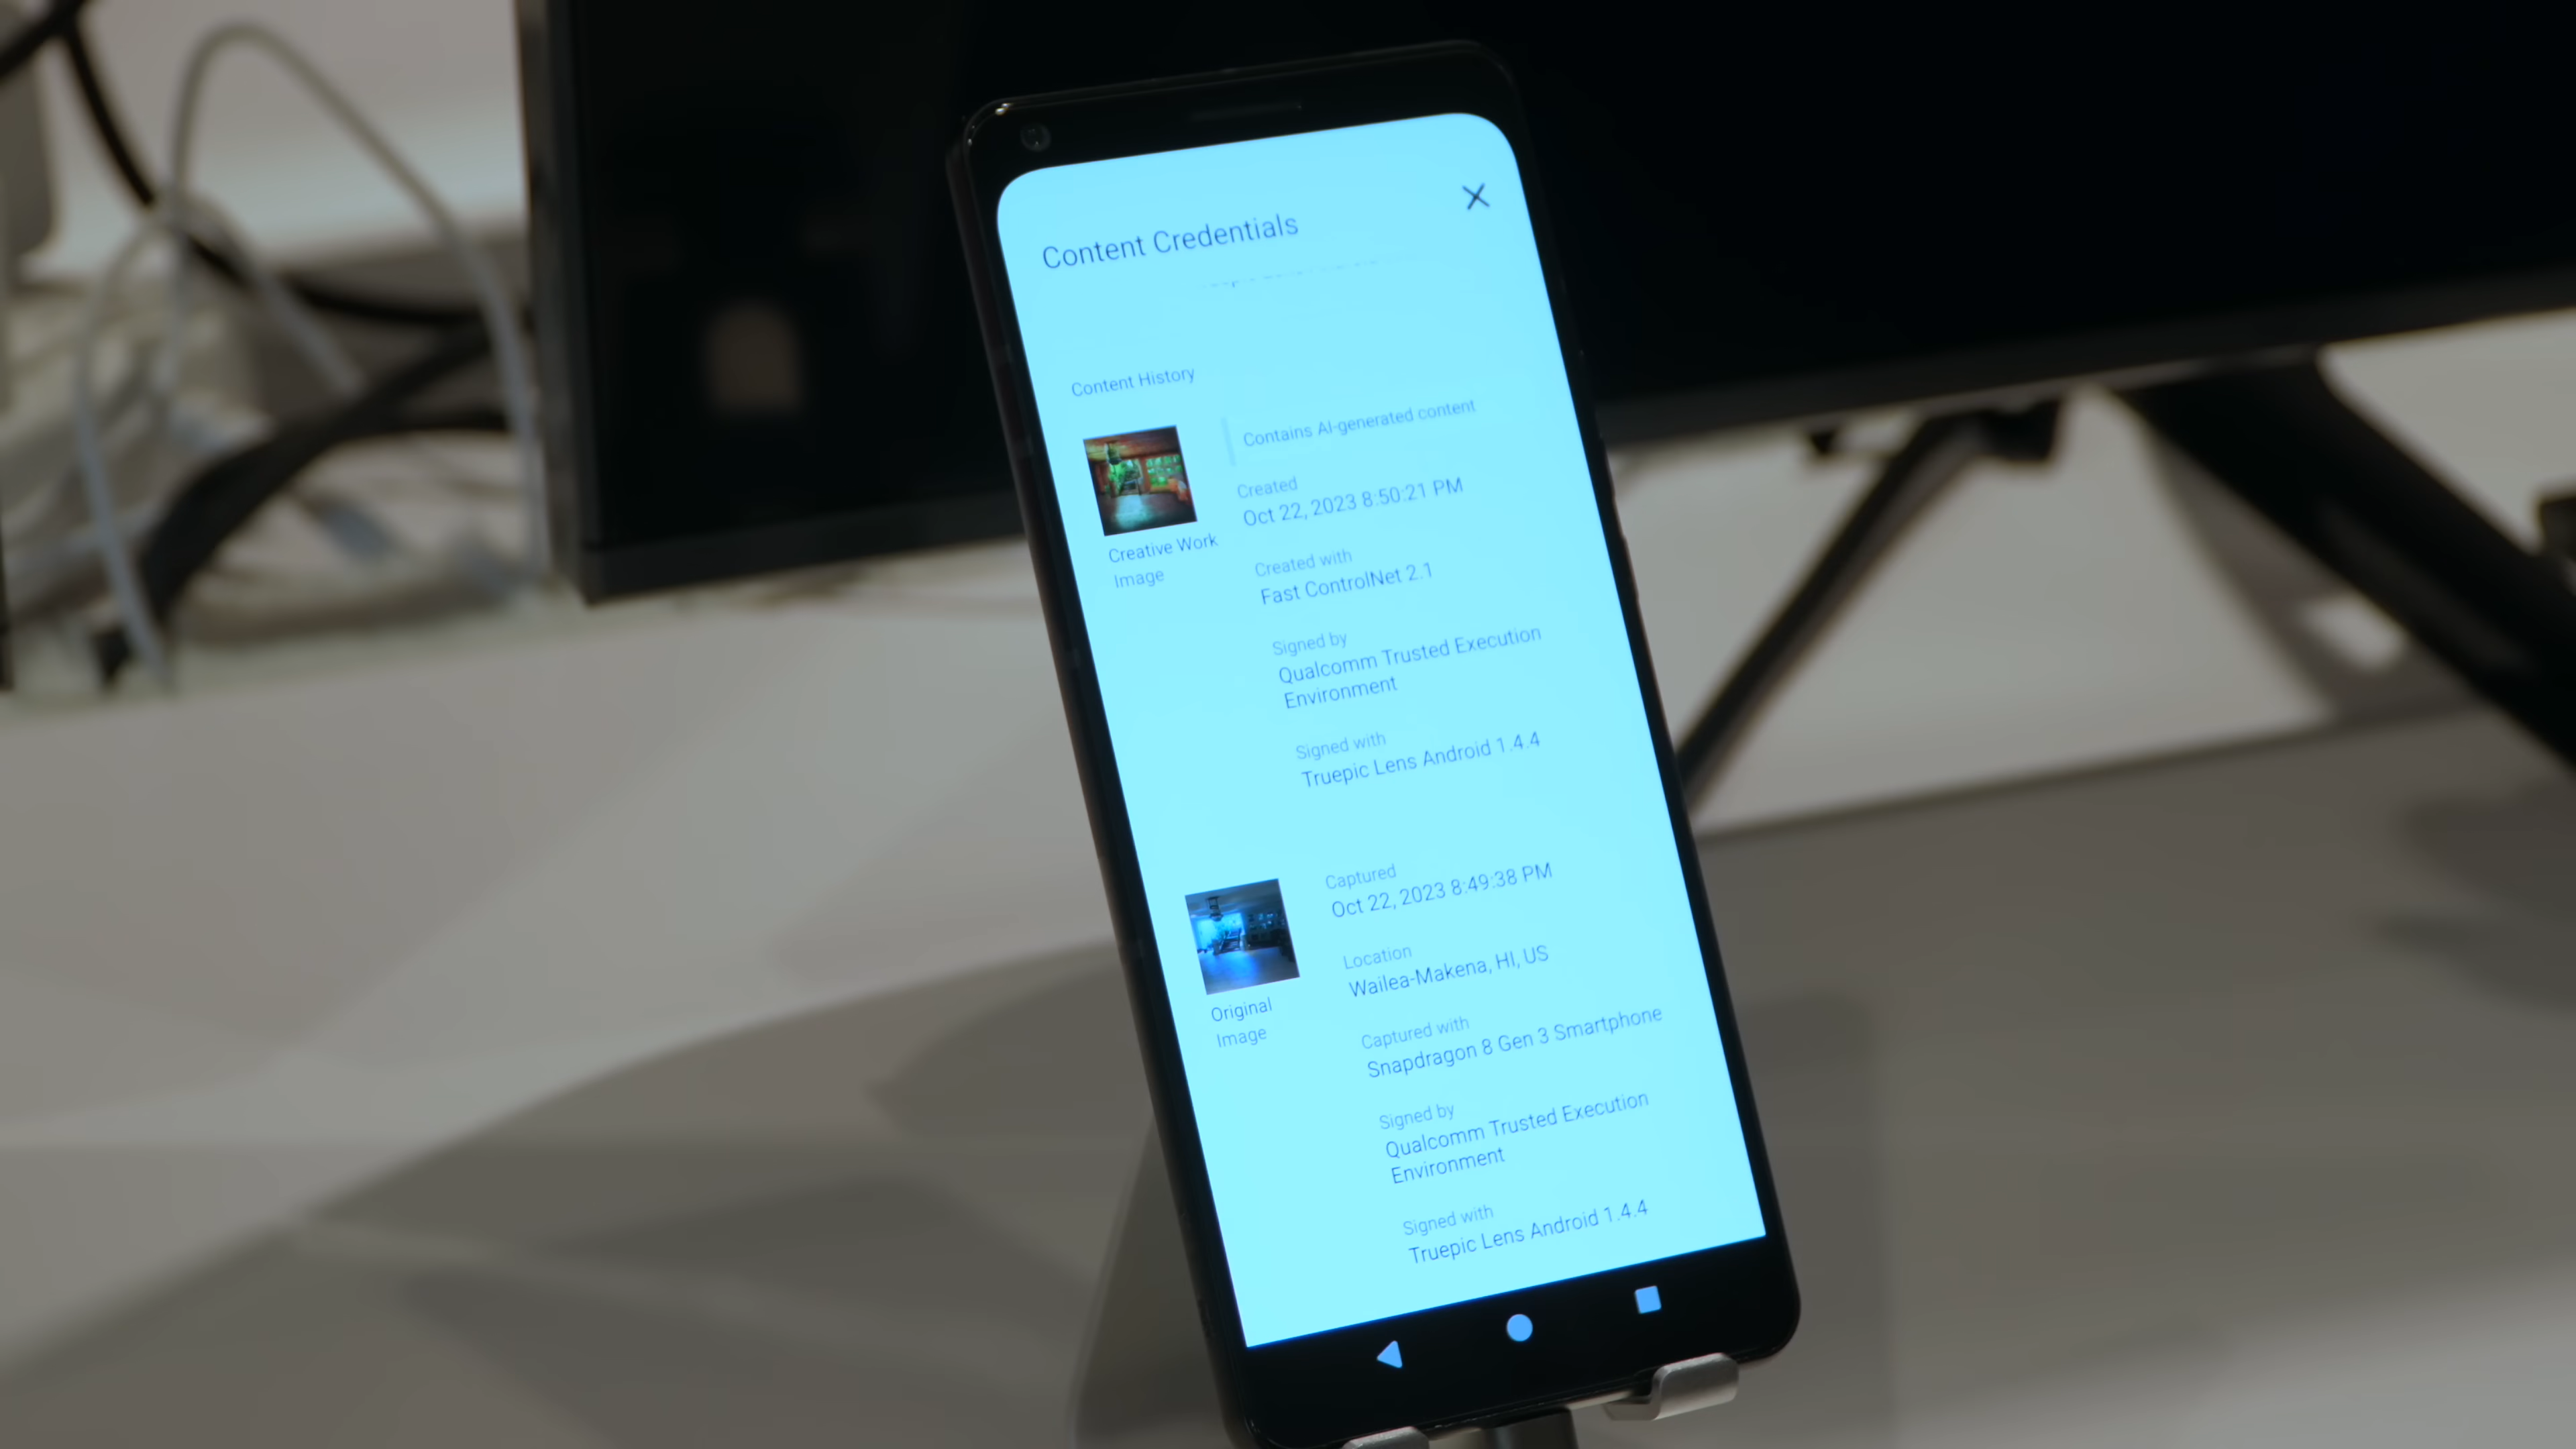 Content Credentials
Content History
Contains AI-generated content
Created
Oct 22, 2023 8:50:21 PM
Creative Work
Image
Created with
Fast ControlNet 2.1
Signed by
Qualcomm Trusted Execution
Environment
Signed with
Truepic Lens Android 1.4.4
Captured
Oct 22, 2023 8:49:38 PM
Original
Image
Location
Wailea-Makena, HI, US
Captured with
Snapdragon 8 Gen 3 Smartphone
Signed by
Qualcomm Trusted Execution
Environment
Signed with
Truepic Lens Android 1.4.4